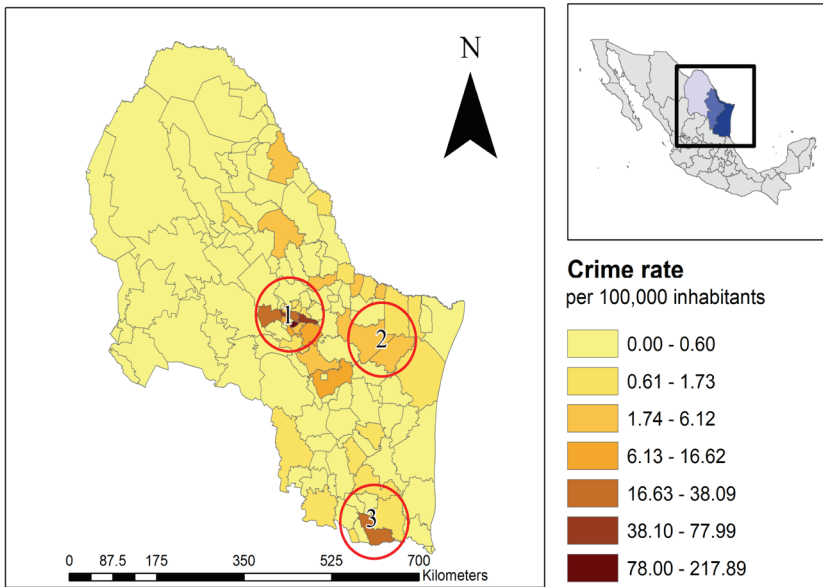 N
1
2
3
0 87.5 175 350 525 700
Kilometers
Crime rate
per 100,000 inhabitants
0.00 - 0.60
0.61 - 1.73
1.74 - 6.12
6.13 - 16.62
16.63 - 38.09
38.10 - 77.99
78.00 - 217.89